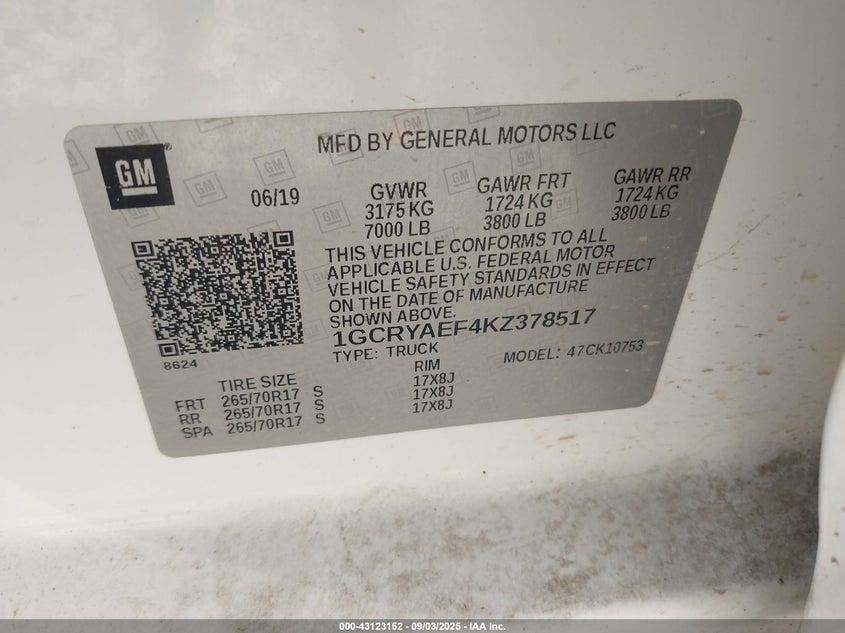 GM
MFD BY GENERAL MOTORS LLC
06/19
GVWR
3175 KG
7000 LB
GAWR FRT
1724 KG
3800 LB
GAWR RR
1724 KG
3800 LB
THIS VEHICLE CONFORMS TO ALL
APPLICABLE U.S. FEDERAL MOTOR
VEHICLE SAFETY STANDARDS IN EFFECT
ON THE DATE OF MANUFACTURE
SHOWN ABOVE.
1GCRYAEF4KZ378517
TYPE: TRUCK
MODEL: 47CK10753
8624
TIRE SIZE RIM
FRT 265/70R17 S 17X8J
RR 265/70R17 S 17X8J
SPA 265/70R17 S 17X8J
000-43123152 - 09/03/2025 - IAA Inc.